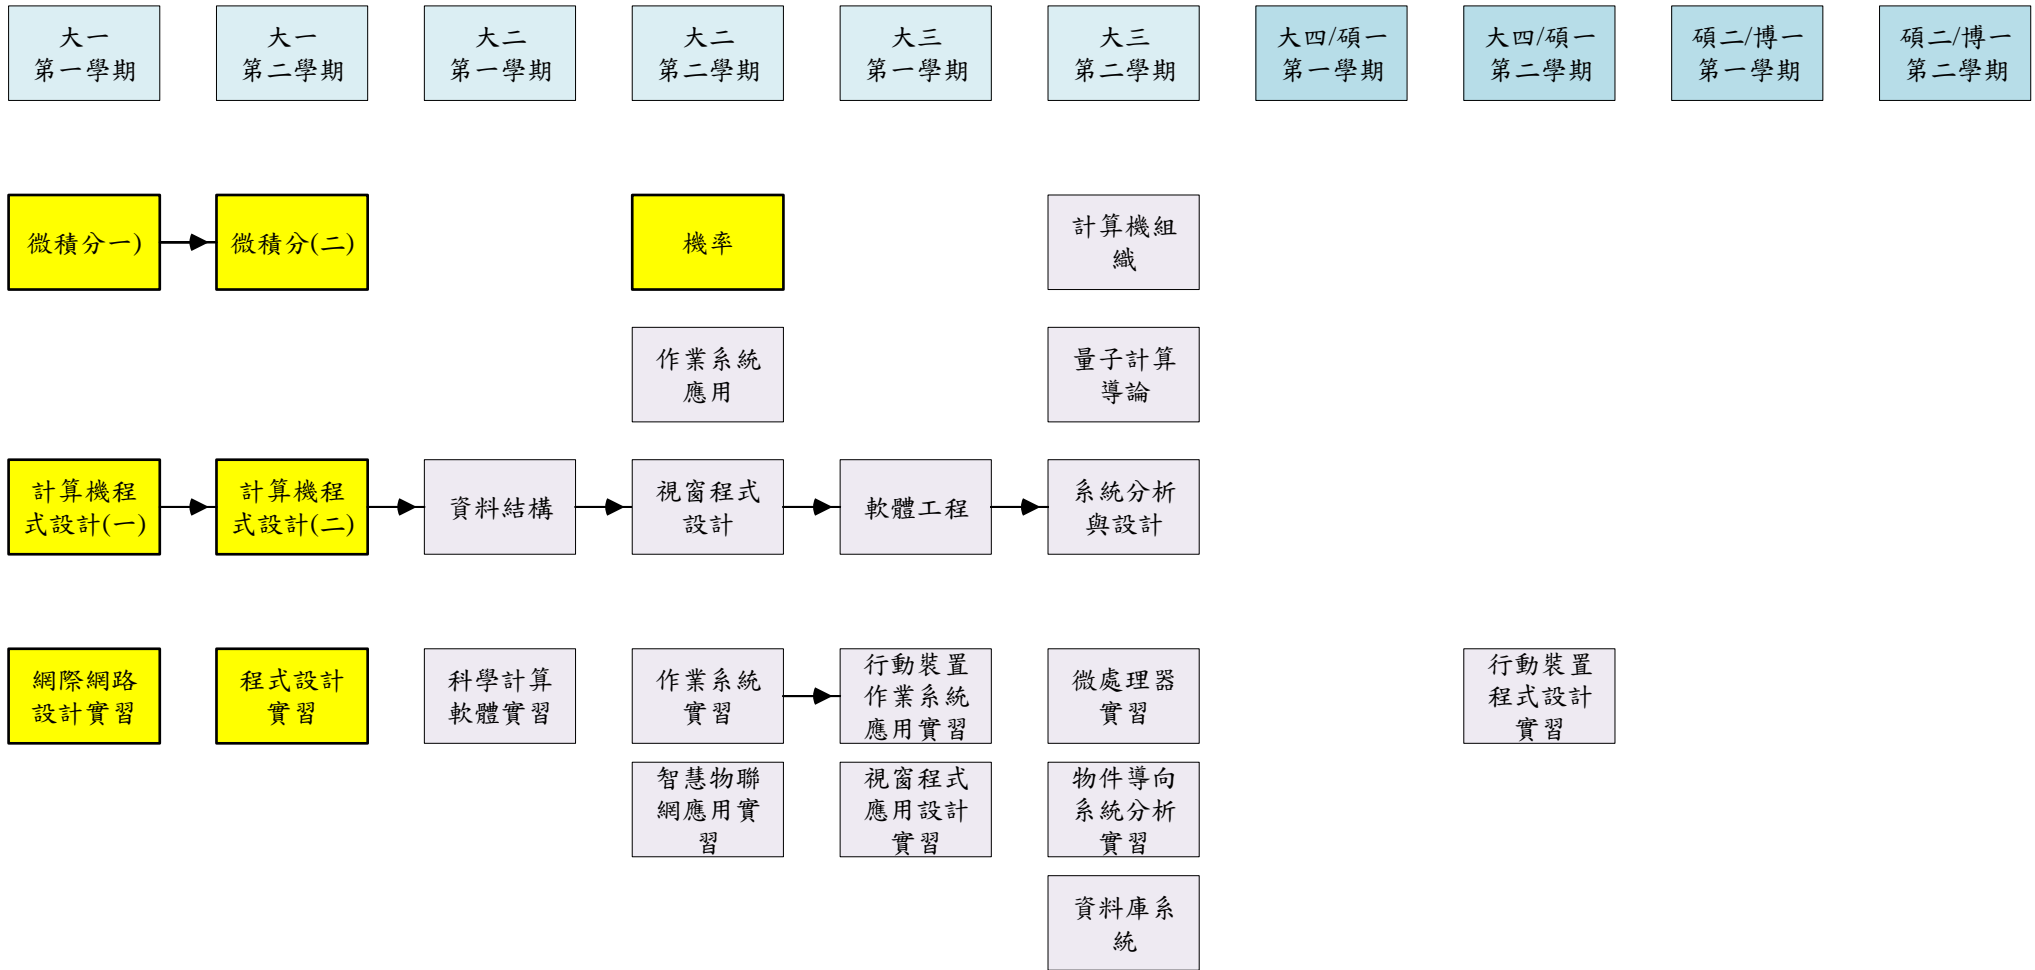 大一
第一學期
大一
第二學期
大二
第一學期
大二
第二學期
大三
第一學期
大三
第二學期
大四/碩一
第一學期
大四/碩一
第二學期
碩二/博一
第一學期
碩二/博一
第二學期
微積分一)
微積分(二)
機率
計算機組
織
作業系統
應用
量子計算
導論
計算機程
式設計(一)
計算機程
式設計(二)
資料結構
視窗程式
設計
軟體工程
系統分析
與設計
網際網路
設計實習
程式設計
實習
科學計算
軟體實習
作業系統
實習
行動裝置
作業系統
應用實習
微處理器
實習
行動裝置
程式設計
實習
智慧物聯
網應用實
習
視窗程式
應用設計
實習
物件導向
系統分析
實習
資料庫系
統